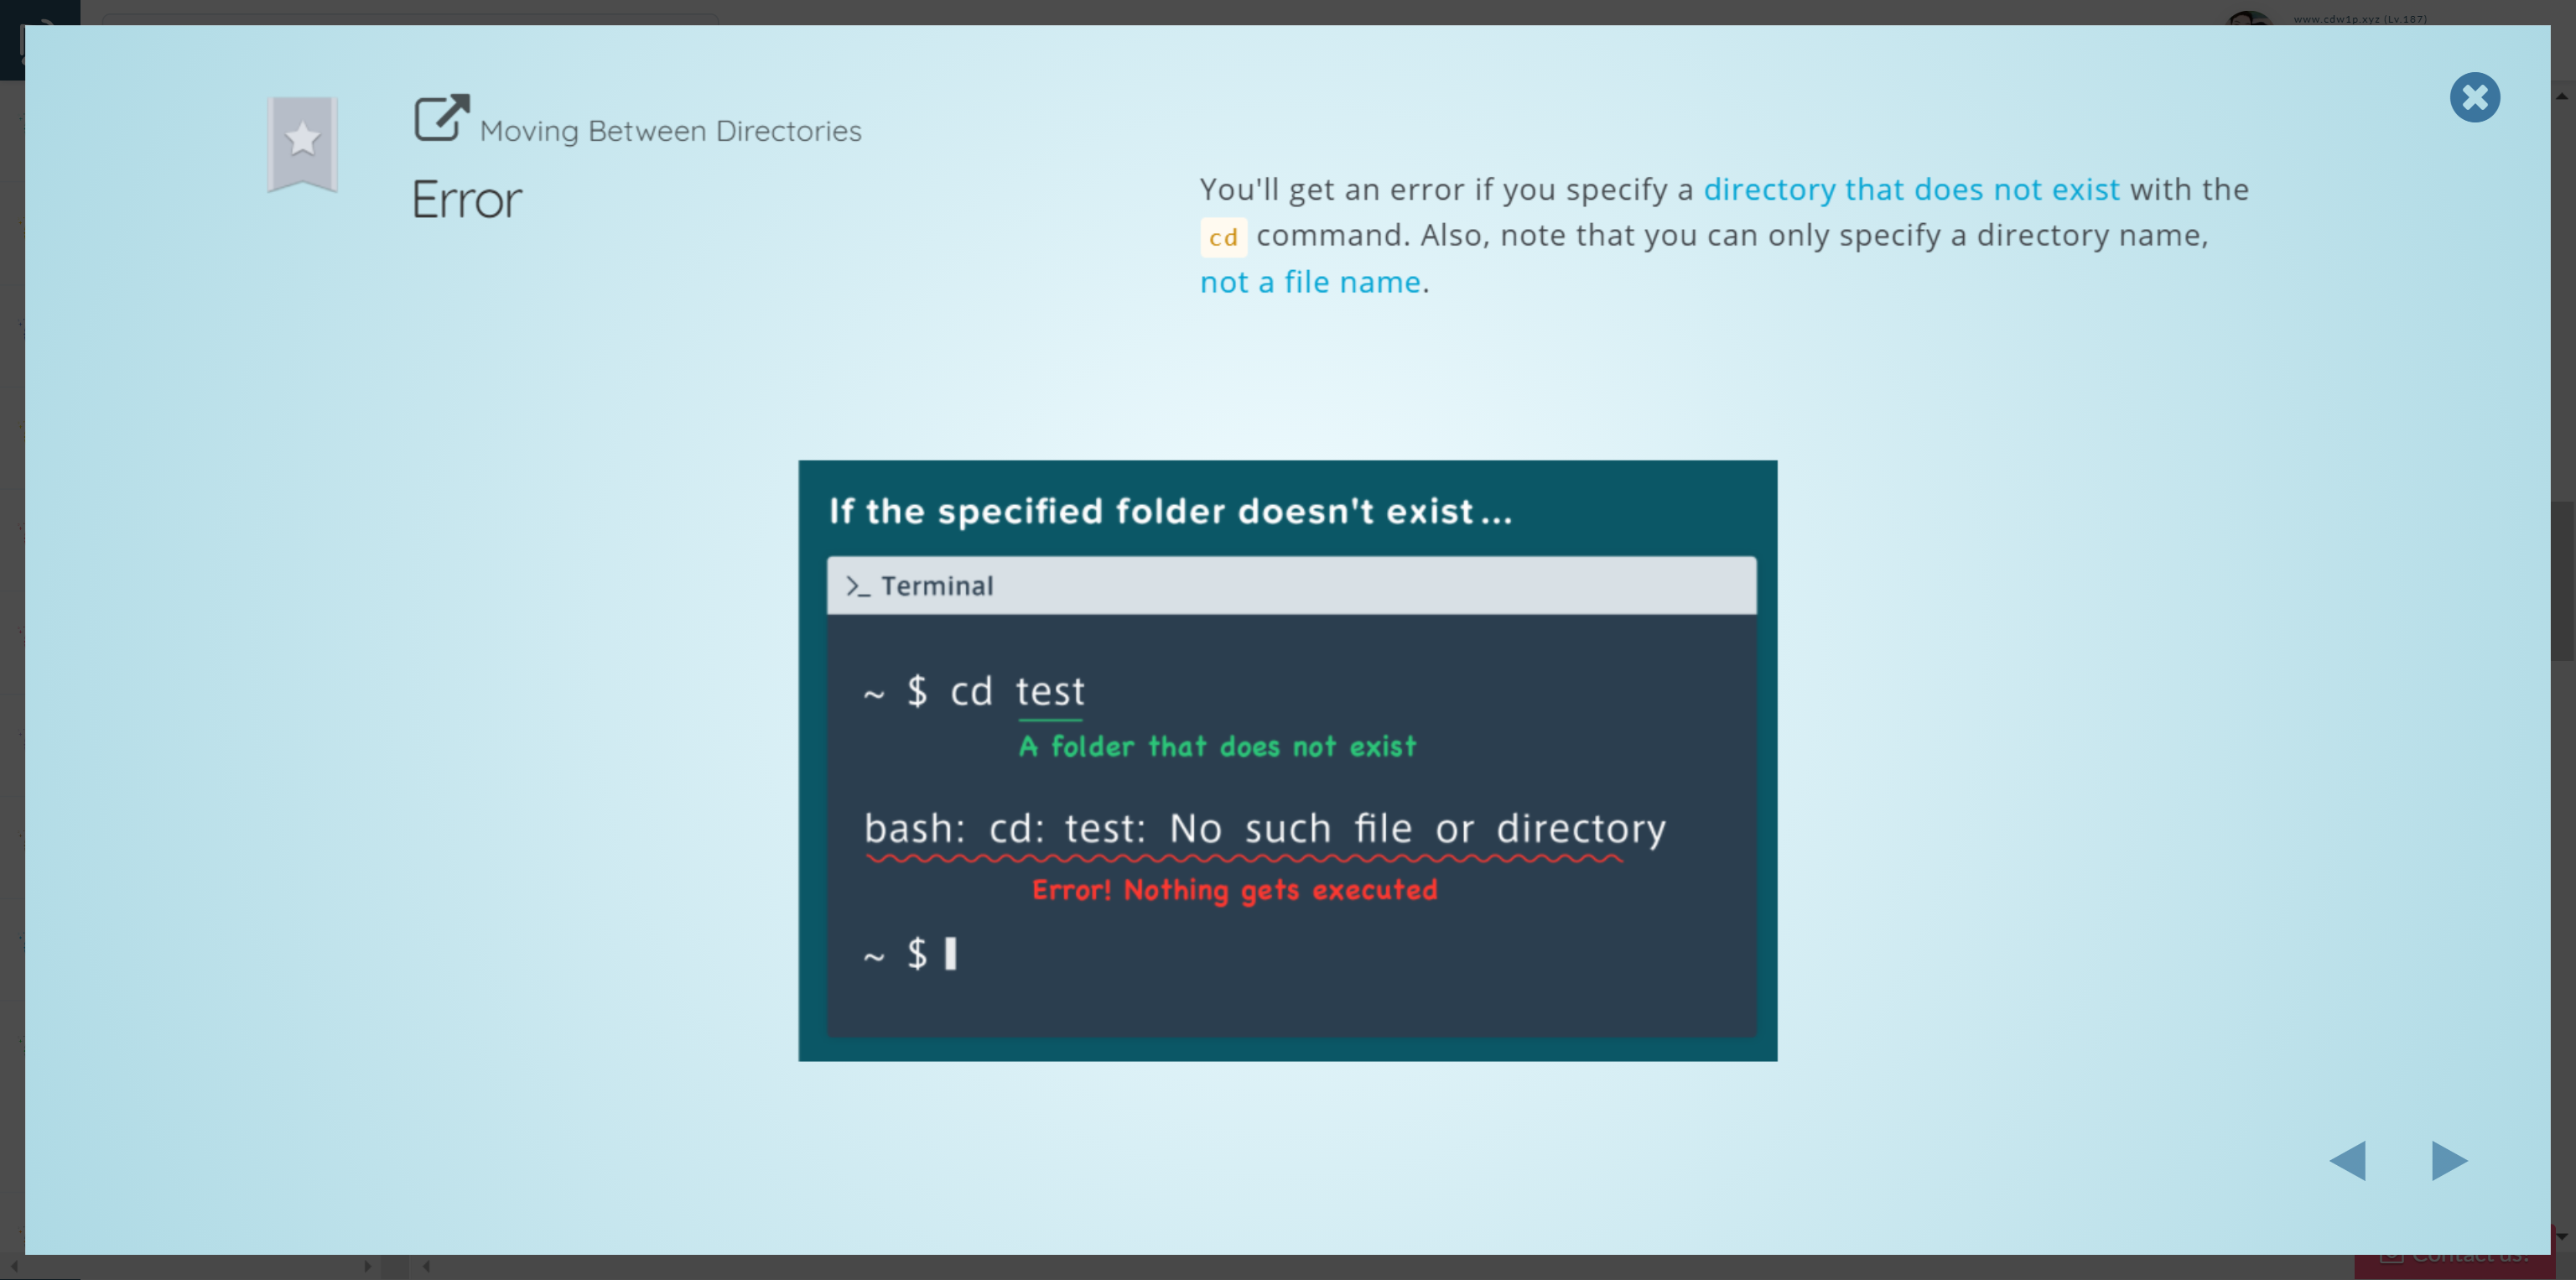 www.cdw1p.xyz (Lv.187)
Moving Between Directories
Error
You'll get an error if you specify a directory that does not exist with the
cd command. Also, note that you can only specify a directory name,
not a file name.
If the specified folder doesn't exist...
>_ Terminal
~ $ cd test
A folder that does not exist
bash: cd: test: No such file or directory
Error! Nothing gets executed
~ $
Contact us!